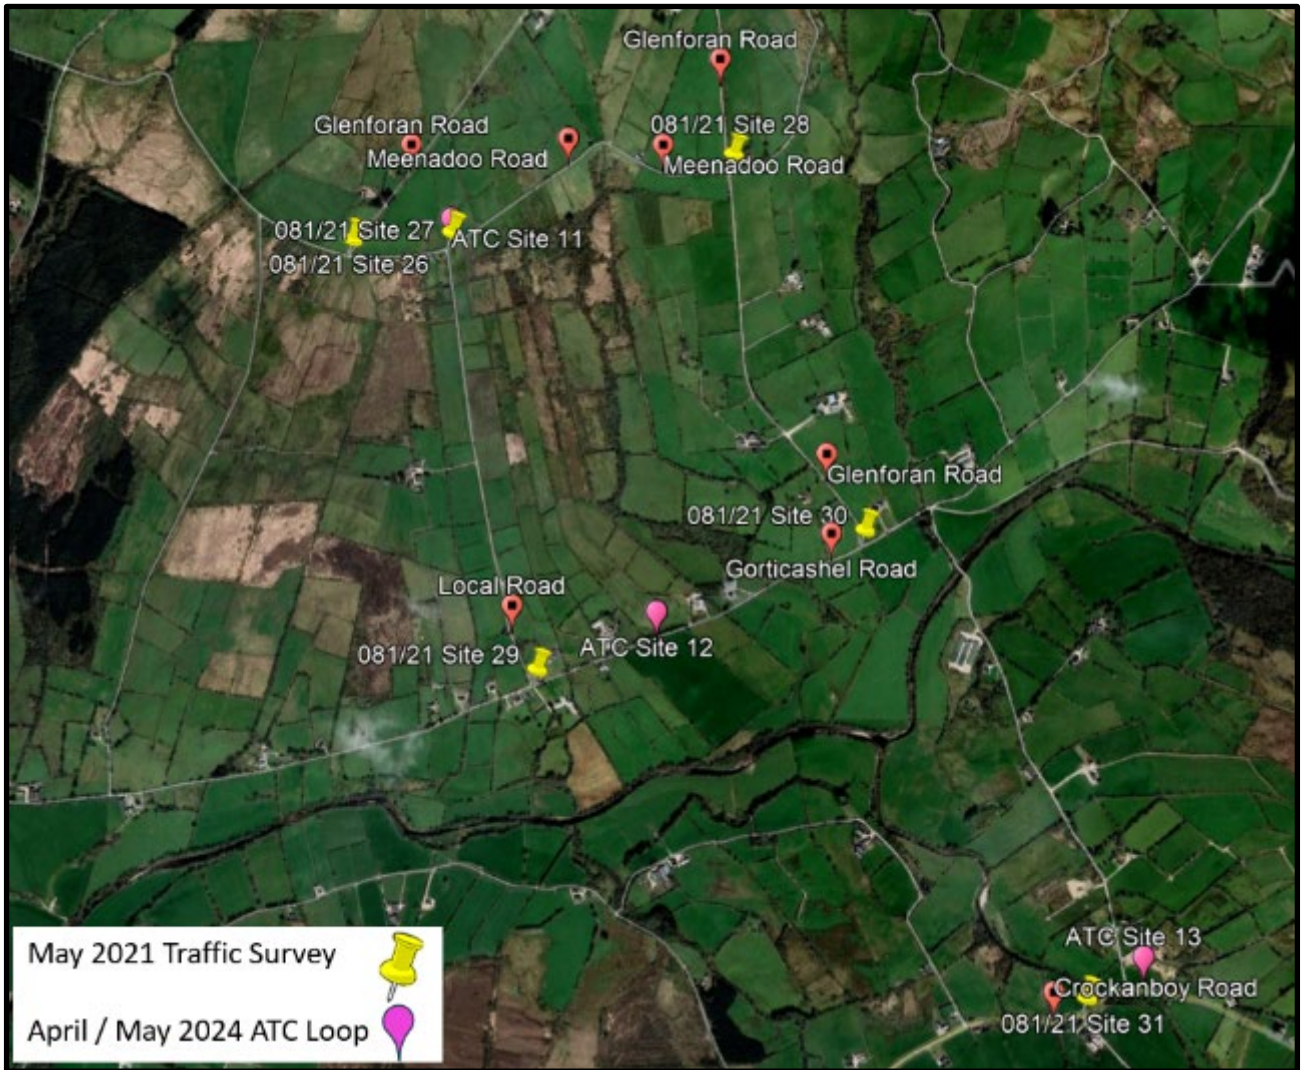 Glenforan Road
Glenforan Road
081/21 Site 28
Meenadoo Road
Meenadoo Road
081/21 Site 27
ATC Site 11
081/21 Site 26
Glenforan Road
081/21 Site 30
Gorticashel Road
Local Road
081/21 Site 29
ATC Site 12
ATC Site 13
Crockanboy Road
081/21 Site 31
May 2021 Traffic Survey
April / May 2024 ATC Loop